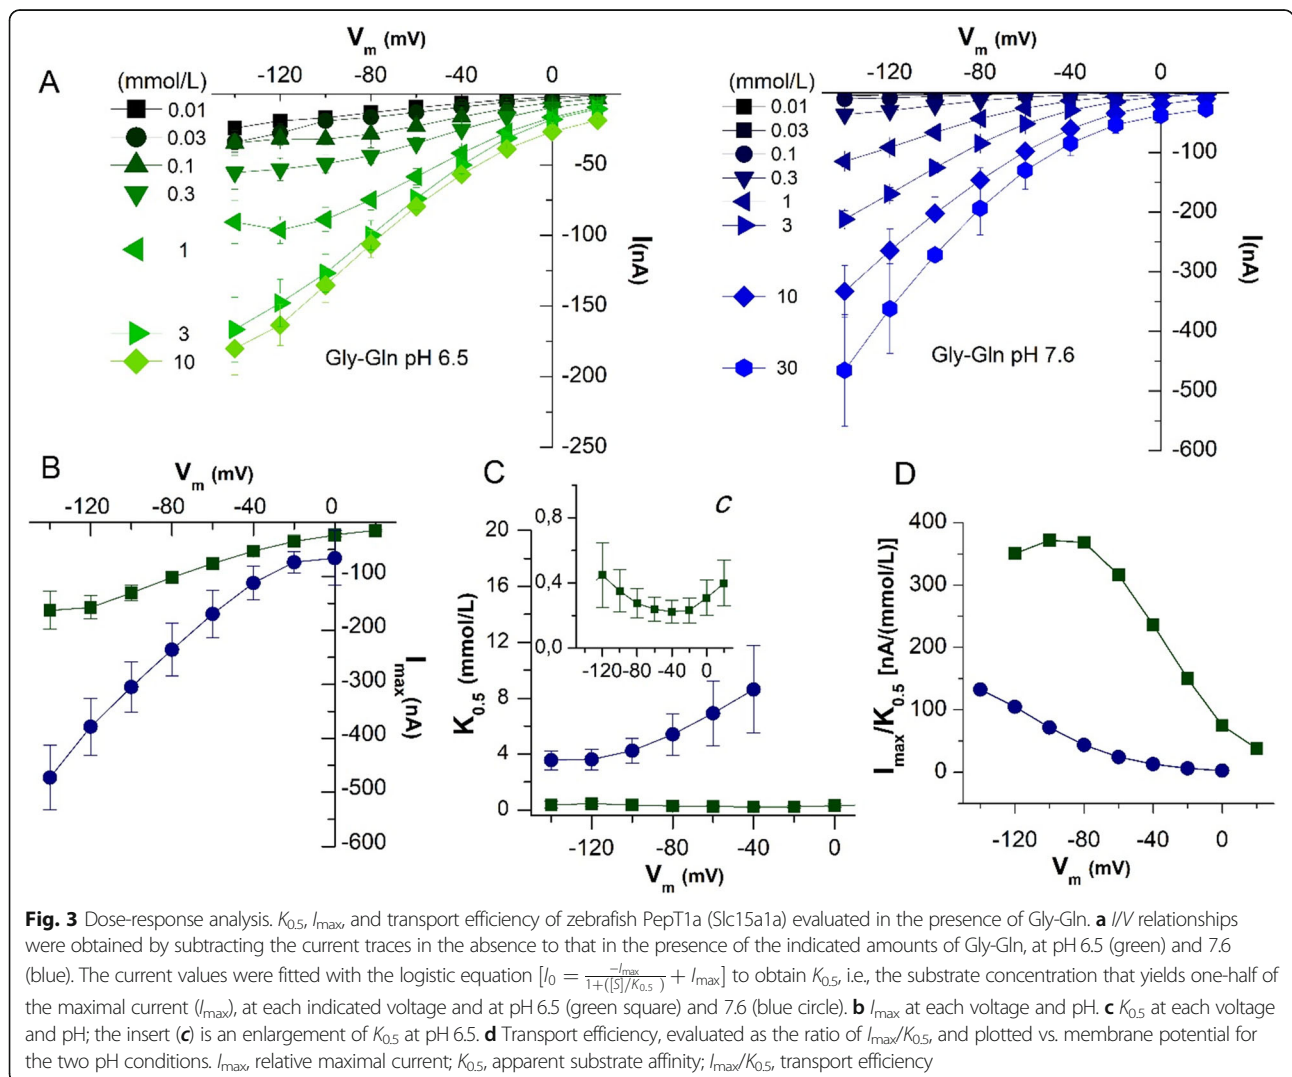 A
V_m (mV)
-120 -80 -40 0
(mmol/L)
0.01
0.03
0.1
0.3
1
3
10
-50
-100
-150
-200
-250
I(nA)
Gly-Gln pH 6.5
V_m (mV)
-120 -80 -40 0
(mmol/L)
0.01
0.03
0.1
0.3
1
3
10
30
-100
-200
-300
-400
-500
-600
I(nA)
Gly-Gln pH 7.6
B
V_m (mV)
-120 -80 -40 0
-100
-200
-300
-400
-500
-600
I_max (nA)
C
20
16
12
8
4
0
K_0.5 (mmol/L)
-120 -80 -40 0
V_m (mV)
c
0,8
0,4
0,0
-120 -80 -40 0
D
400
300
200
100
0
I_max/K_0.5 [nA/(mmol/L)]
-120 -80 -40 0
V_m (mV)
Fig. 3 Dose-response analysis. K_0.5, I_max, and transport efficiency of zebrafish PepT1a (Slc15a1a) evaluated in the presence of Gly-Gln. a I/V relationships
were obtained by subtracting the current traces in the absence to that in the presence of the indicated amounts of Gly-Gln, at pH 6.5 (green) and 7.6
(blue). The current values were fitted with the logistic equation [I_0 = -I_max / 1+([S]/K_0.5) + I_max] to obtain K_0.5, i.e., the substrate concentration that yields one-half of
the maximal current (I_max), at each indicated voltage and at pH 6.5 (green square) and 7.6 (blue circle). b I_max at each voltage and pH. c K_0.5 at each voltage
and pH; the insert (c) is an enlargement of K_0.5 at pH 6.5. d Transport efficiency, evaluated as the ratio of I_max/K_0.5, and plotted vs. membrane potential for
the two pH conditions. I_max, relative maximal current; K_0.5, apparent substrate affinity; I_max/K_0.5, transport efficiency